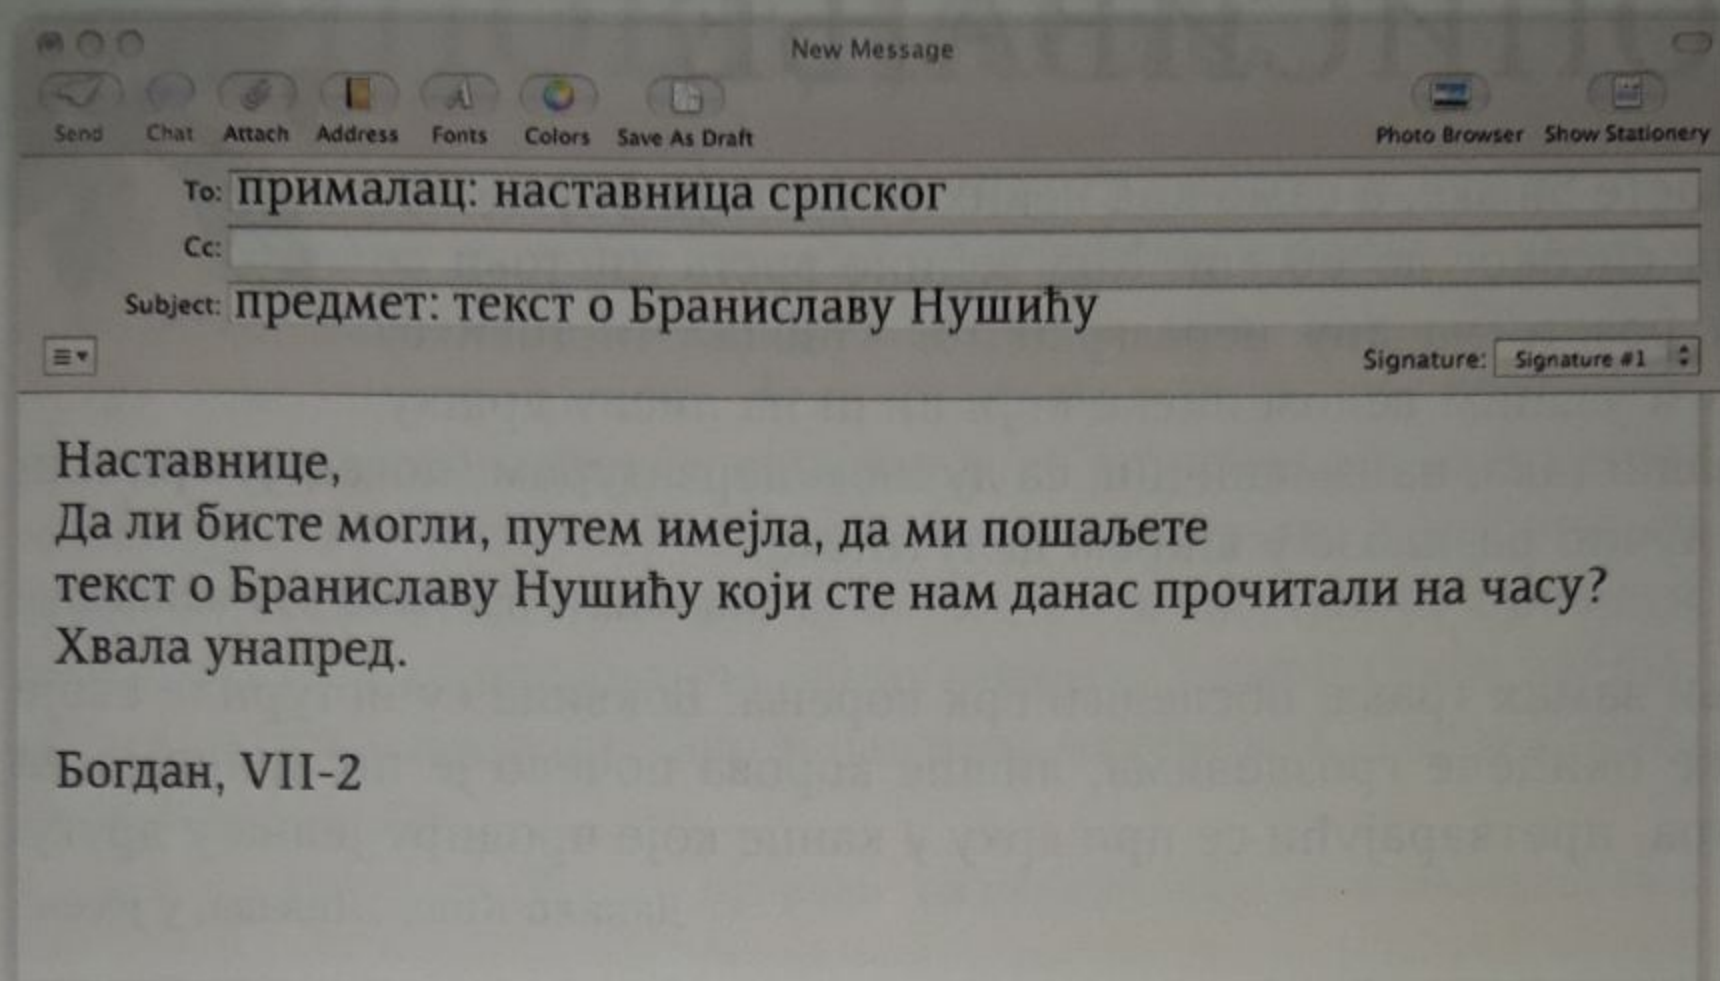 New Message
Send Chat Attach Address Fonts Colors Save As Draft Photo Browser Show Stationery
To: прималац: наставница српског
Cc:
Subject: предмет: текст о Браниславу Нушићу
Signature: Signature #1
Наставнице,
Да ли бисте могли, путем имејла, да ми пошаљете
текст о Браниславу Нушићу који сте нам данас прочитали на часу?
Хвала унапред.
Богдан, VII-2